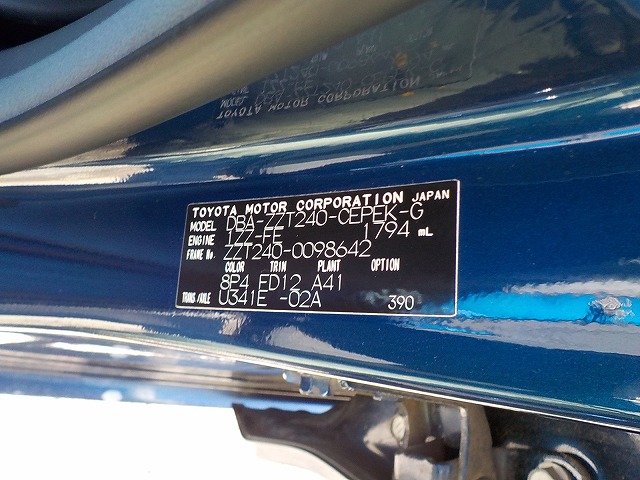 TOYOTA MOTOR CORPORATION JAPAN
MODEL DBA-ZZT240-CEPEK-G
ENGINE 1ZZ-FE 1794 mL
FRAME No. ZZT240-0098642
COLOR TRIM PLANT OPTION
8P4 FD12 A41
TRANS/AXLE U341E -02A 390